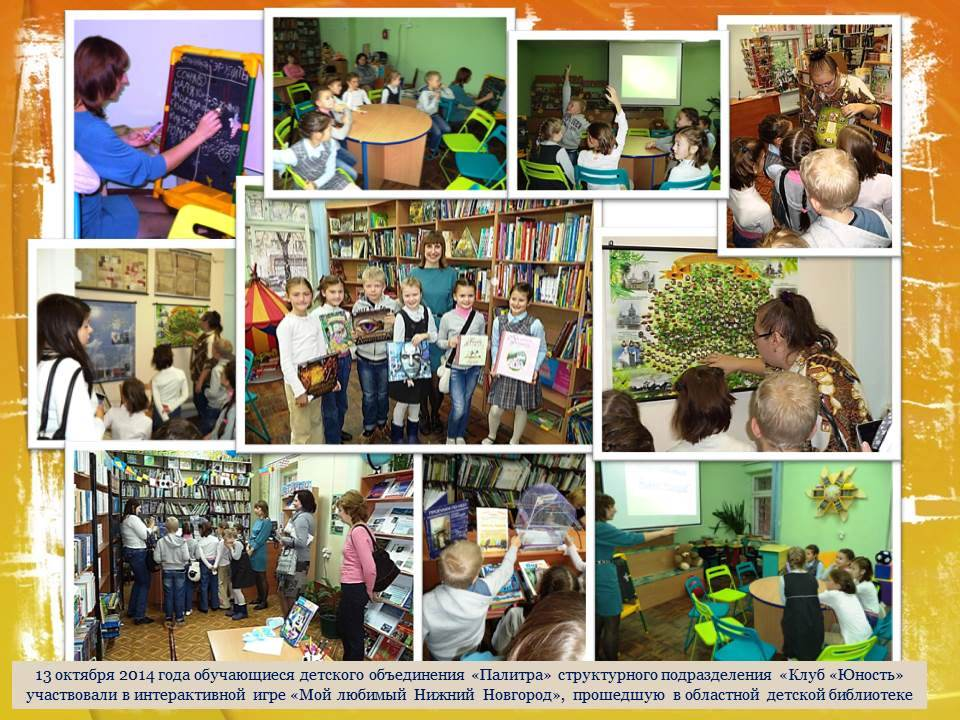 13 октября 2014 года обучающиеся детского объединения «Палитра» структурного подразделения «Клуб «Юность»
участвовали в интерактивной игре «Мой любимый Нижний Новгород», прошедшую в областной детской библиотеке